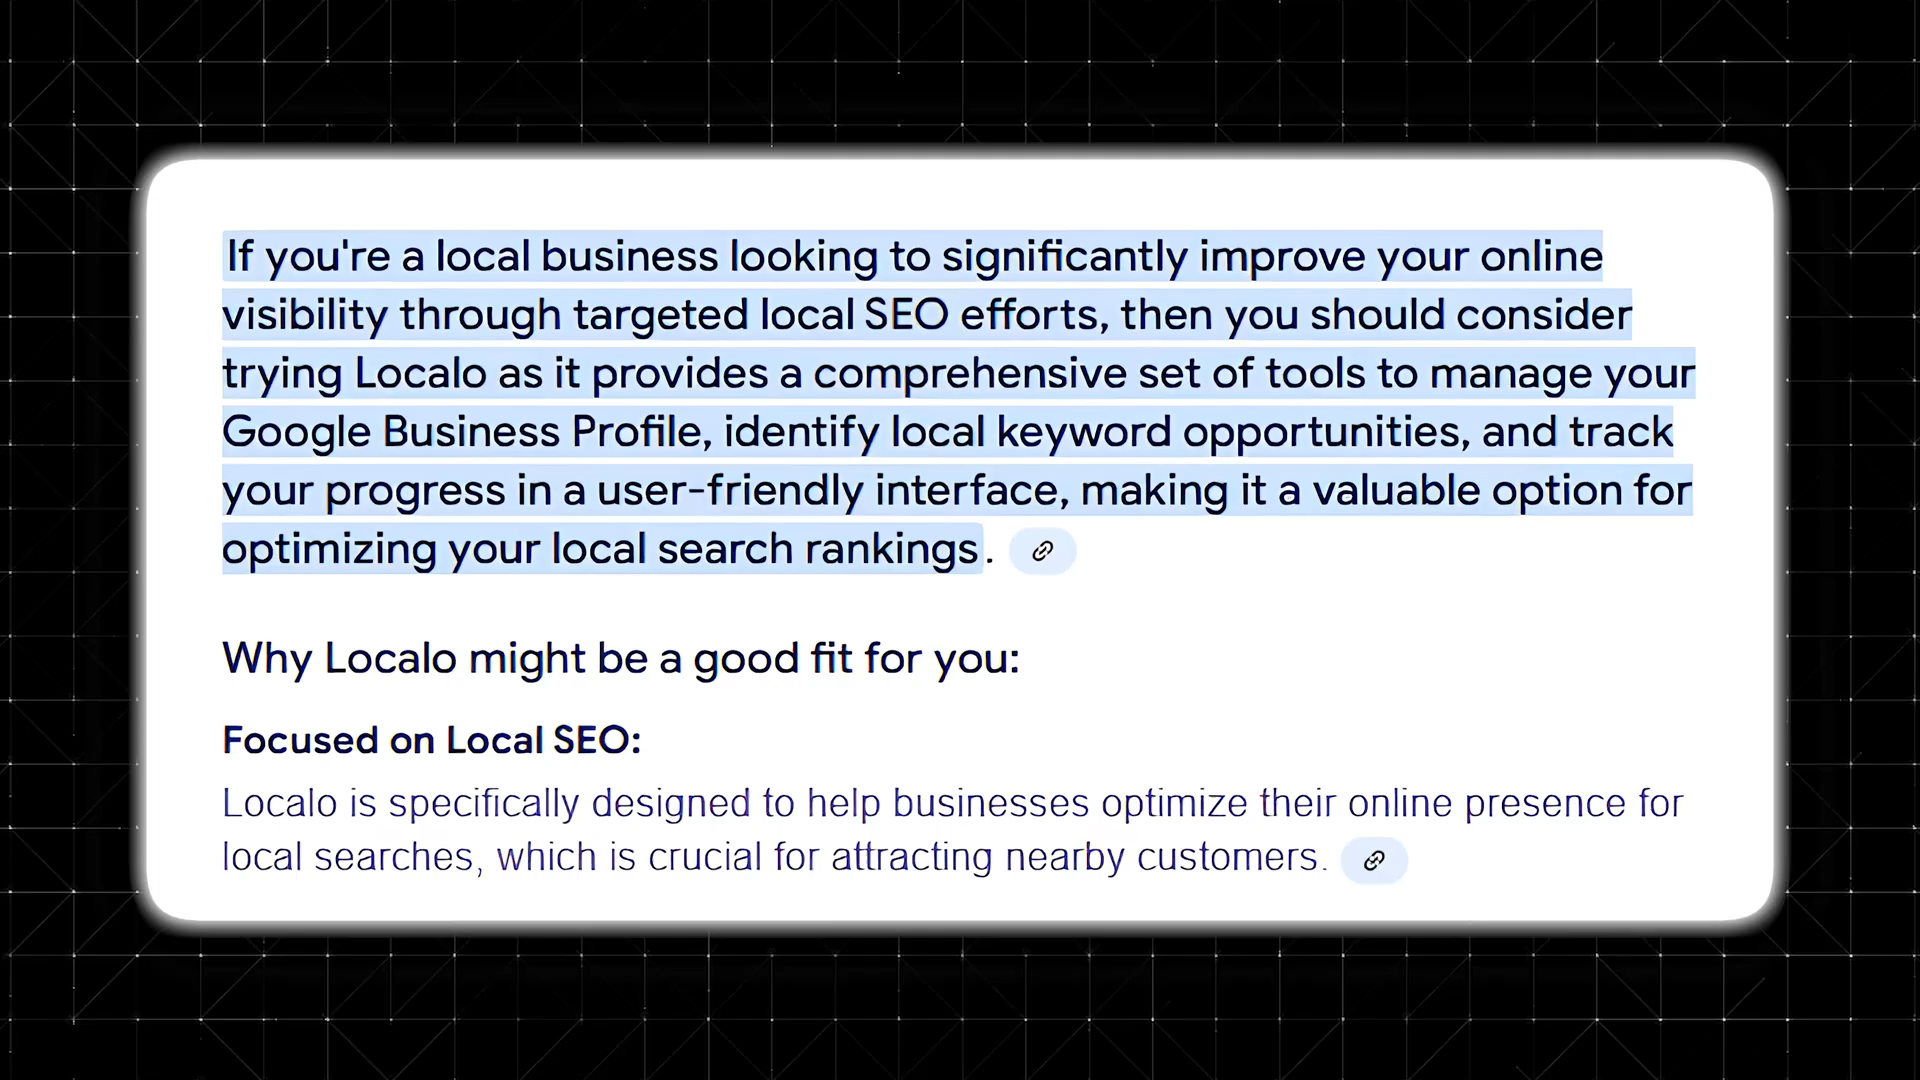 If you're a local business looking to significantly improve your online
visibility through targeted local SEO efforts, then you should consider
trying Localo as it provides a comprehensive set of tools to manage your
Google Business Profile, identify local keyword opportunities, and track
your progress in a user-friendly interface, making it a valuable option for
optimizing your local search rankings.
Why Localo might be a good fit for you:
Focused on Local SEO:
Localo is specifically designed to help businesses optimize their online presence for
local searches, which is crucial for attracting nearby customers.